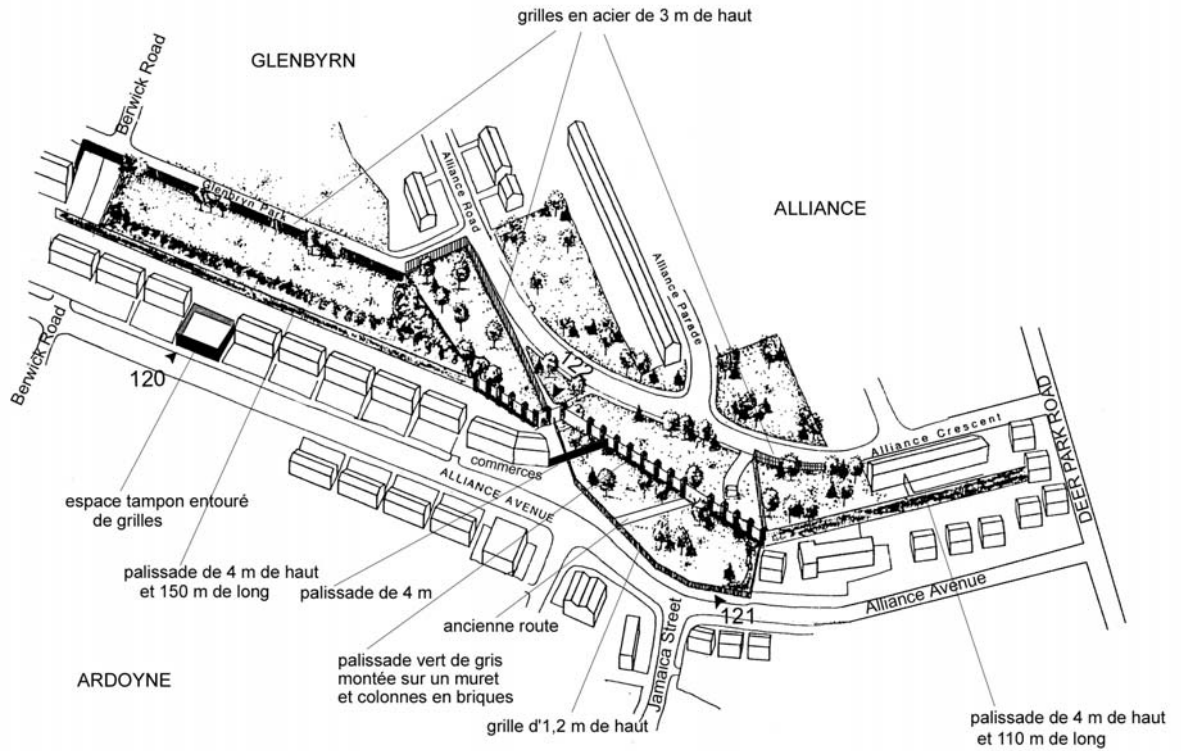 grilles en acier de 3 m de haut
GLENBYRN
Berwick Road
Alliance Road
Glenbryn Park
ALLIANCE
Alliance Parade
122
120
Berwick Road
Alliance Crescent
DEER PARK ROAD
commerces
ALLIANCE AVENUE
espace tampon entouré
de grilles
palissade de 4 m de haut
et 150 m de long
palissade de 4 m
ancienne route
121
Alliance Avenue
Jamaica Street
ARDOYNE
palissade vert de gris
montée sur un muret
et colonnes en briques
grille d'1,2 m de haut
palissade de 4 m de haut
et 110 m de long